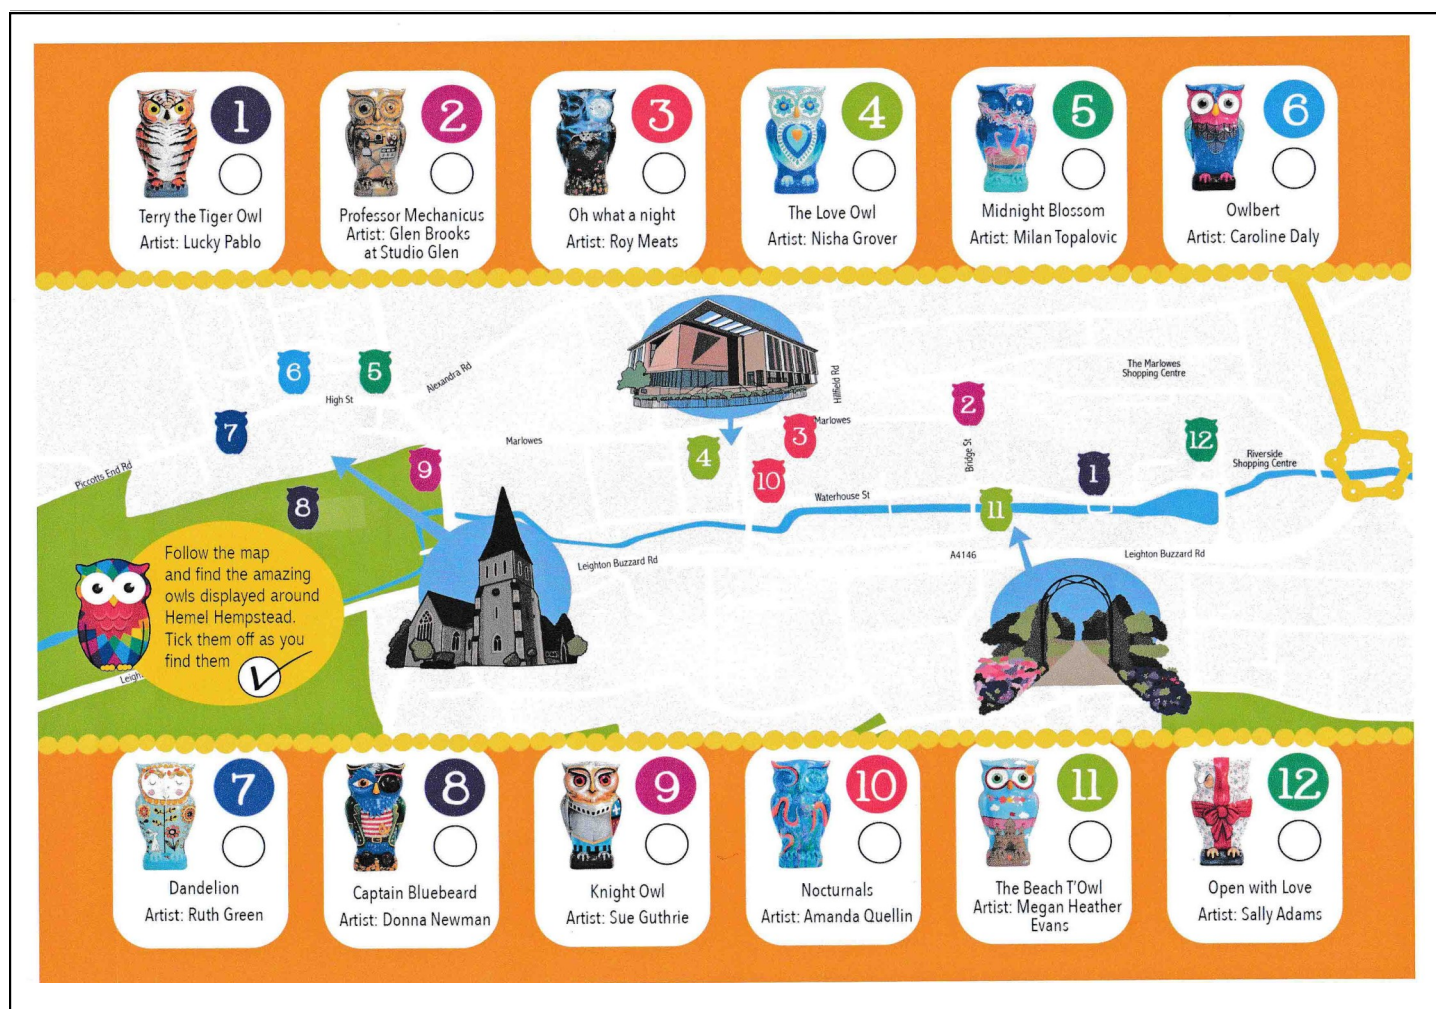 1
Terry the Tiger Owl
Artist: Lucky Pablo
2
Professor Mechanicus
Artist: Glen Brooks
at Studio Glen
3
Oh what a night
Artist: Roy Meats
4
The Love Owl
Artist: Nisha Grover
5
Midnight Blossom
Artist: Milan Topalovic
6
Owlbert
Artist: Caroline Daly
6
5
High St
Alexandra Rd
7
Piccotts End Rd
9
8
Marlowes
4
3
10
Hillfield Rd
Marlowes
Waterhouse St
2
Bridge St
The Marlowes
Shopping Centre
12
1
11
Riverside
Shopping Centre
Leighton Buzzard Rd
A4146
Leighton Buzzard Rd
Follow the map
and find the amazing
owls displayed around
Hemel Hempstead.
Tick them off as you
find them
7
Dandelion
Artist: Ruth Green
8
Captain Bluebeard
Artist: Donna Newman
9
Knight Owl
Artist: Sue Guthrie
10
Nocturnals
Artist: Amanda Quellin
11
The Beach T'Owl
Artist: Megan Heather
Evans
12
Open with Love
Artist: Sally Adams